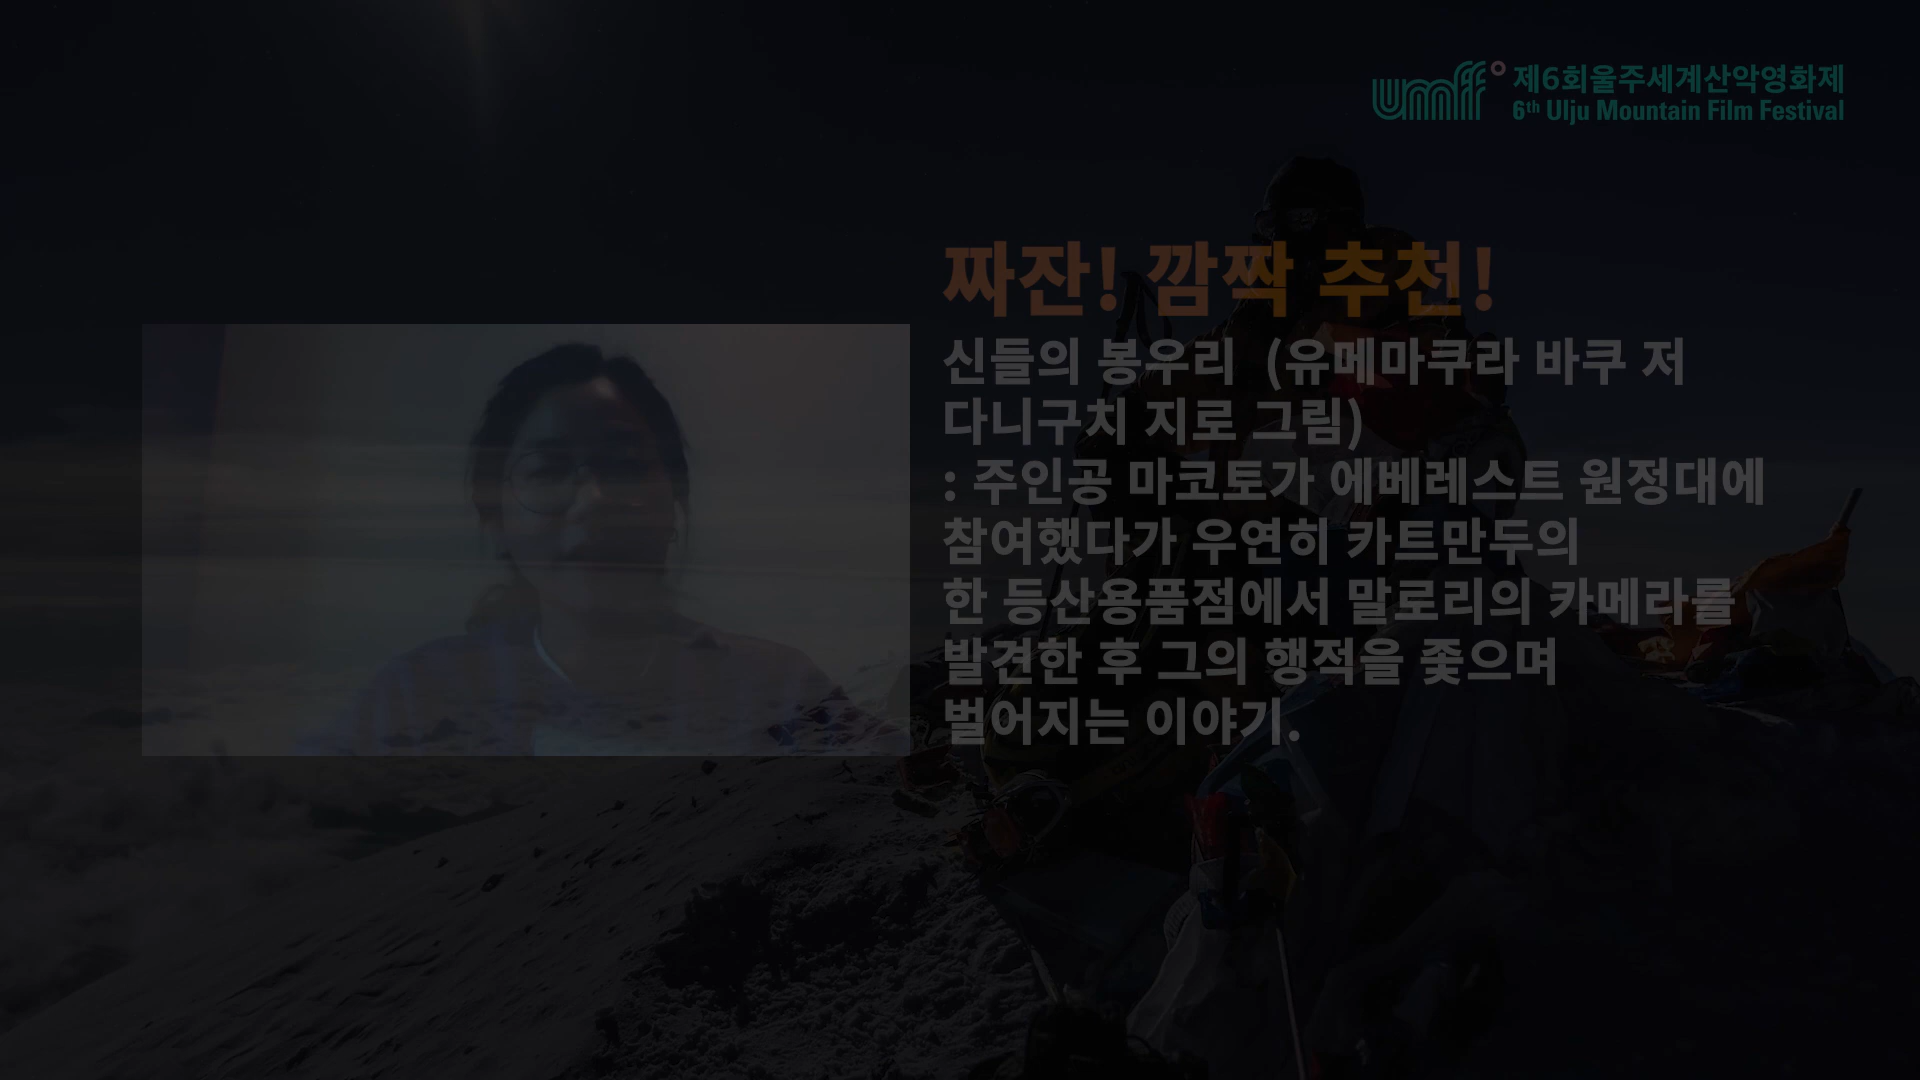 umff° 제6회울주세계산악영화제
6th Ulju Mountain Film Festival
짜잔! 깜짝 추천!
신들의 봉우리 (유메마쿠라 바쿠 저
다니구치 지로 그림)
: 주인공 마코토가 에베레스트 원정대에
참여했다가 우연히 카트만두의
한 등산용품점에서 말로리의 카메라를
발견한 후 그의 행적을 좇으며
벌어지는 이야기.